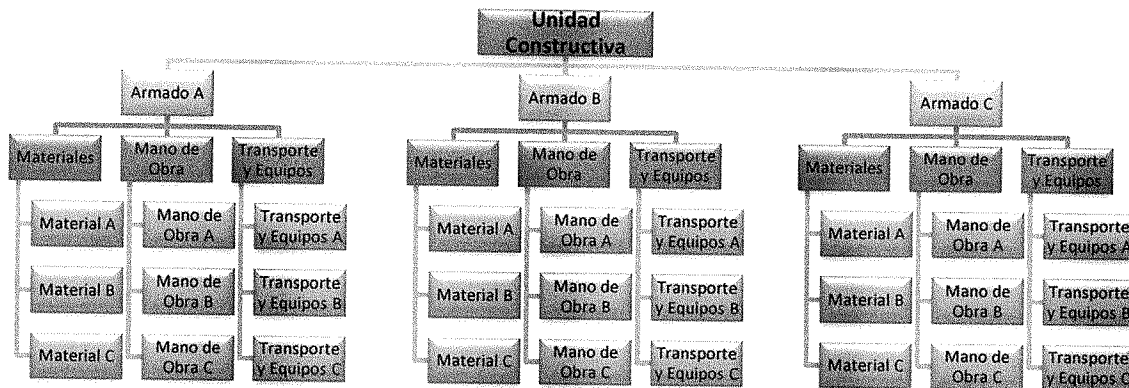 Unidad
Constructiva
Armado A
Armado B
Armado C
Materiales
Mano de
Obra
Transporte
y Equipos
Materiales
Mano de
Obra
Transporte
y Equipos
Materiales
Mano de
Obra
Transporte
y Equipos
Material A
Mano de
Obra A
Transporte
y Equipos A
Material A
Mano de
Obra A
Transporte
y Equipos A
Material A
Mano de
Obra A
Transporte
y Equipos A
Material B
Mano de
Obra B
Transporte
y Equipos B
Material B
Mano de
Obra B
Transporte
y Equipos B
Material B
Mano de
Obra B
Transporte
y Equipos B
Material C
Mano de
Obra C
Transporte
y Equipos C
Material C
Mano de
Obra C
Transporte
y Equipos C
Material C
Mano de
Obra C
Transporte
y Equipos C